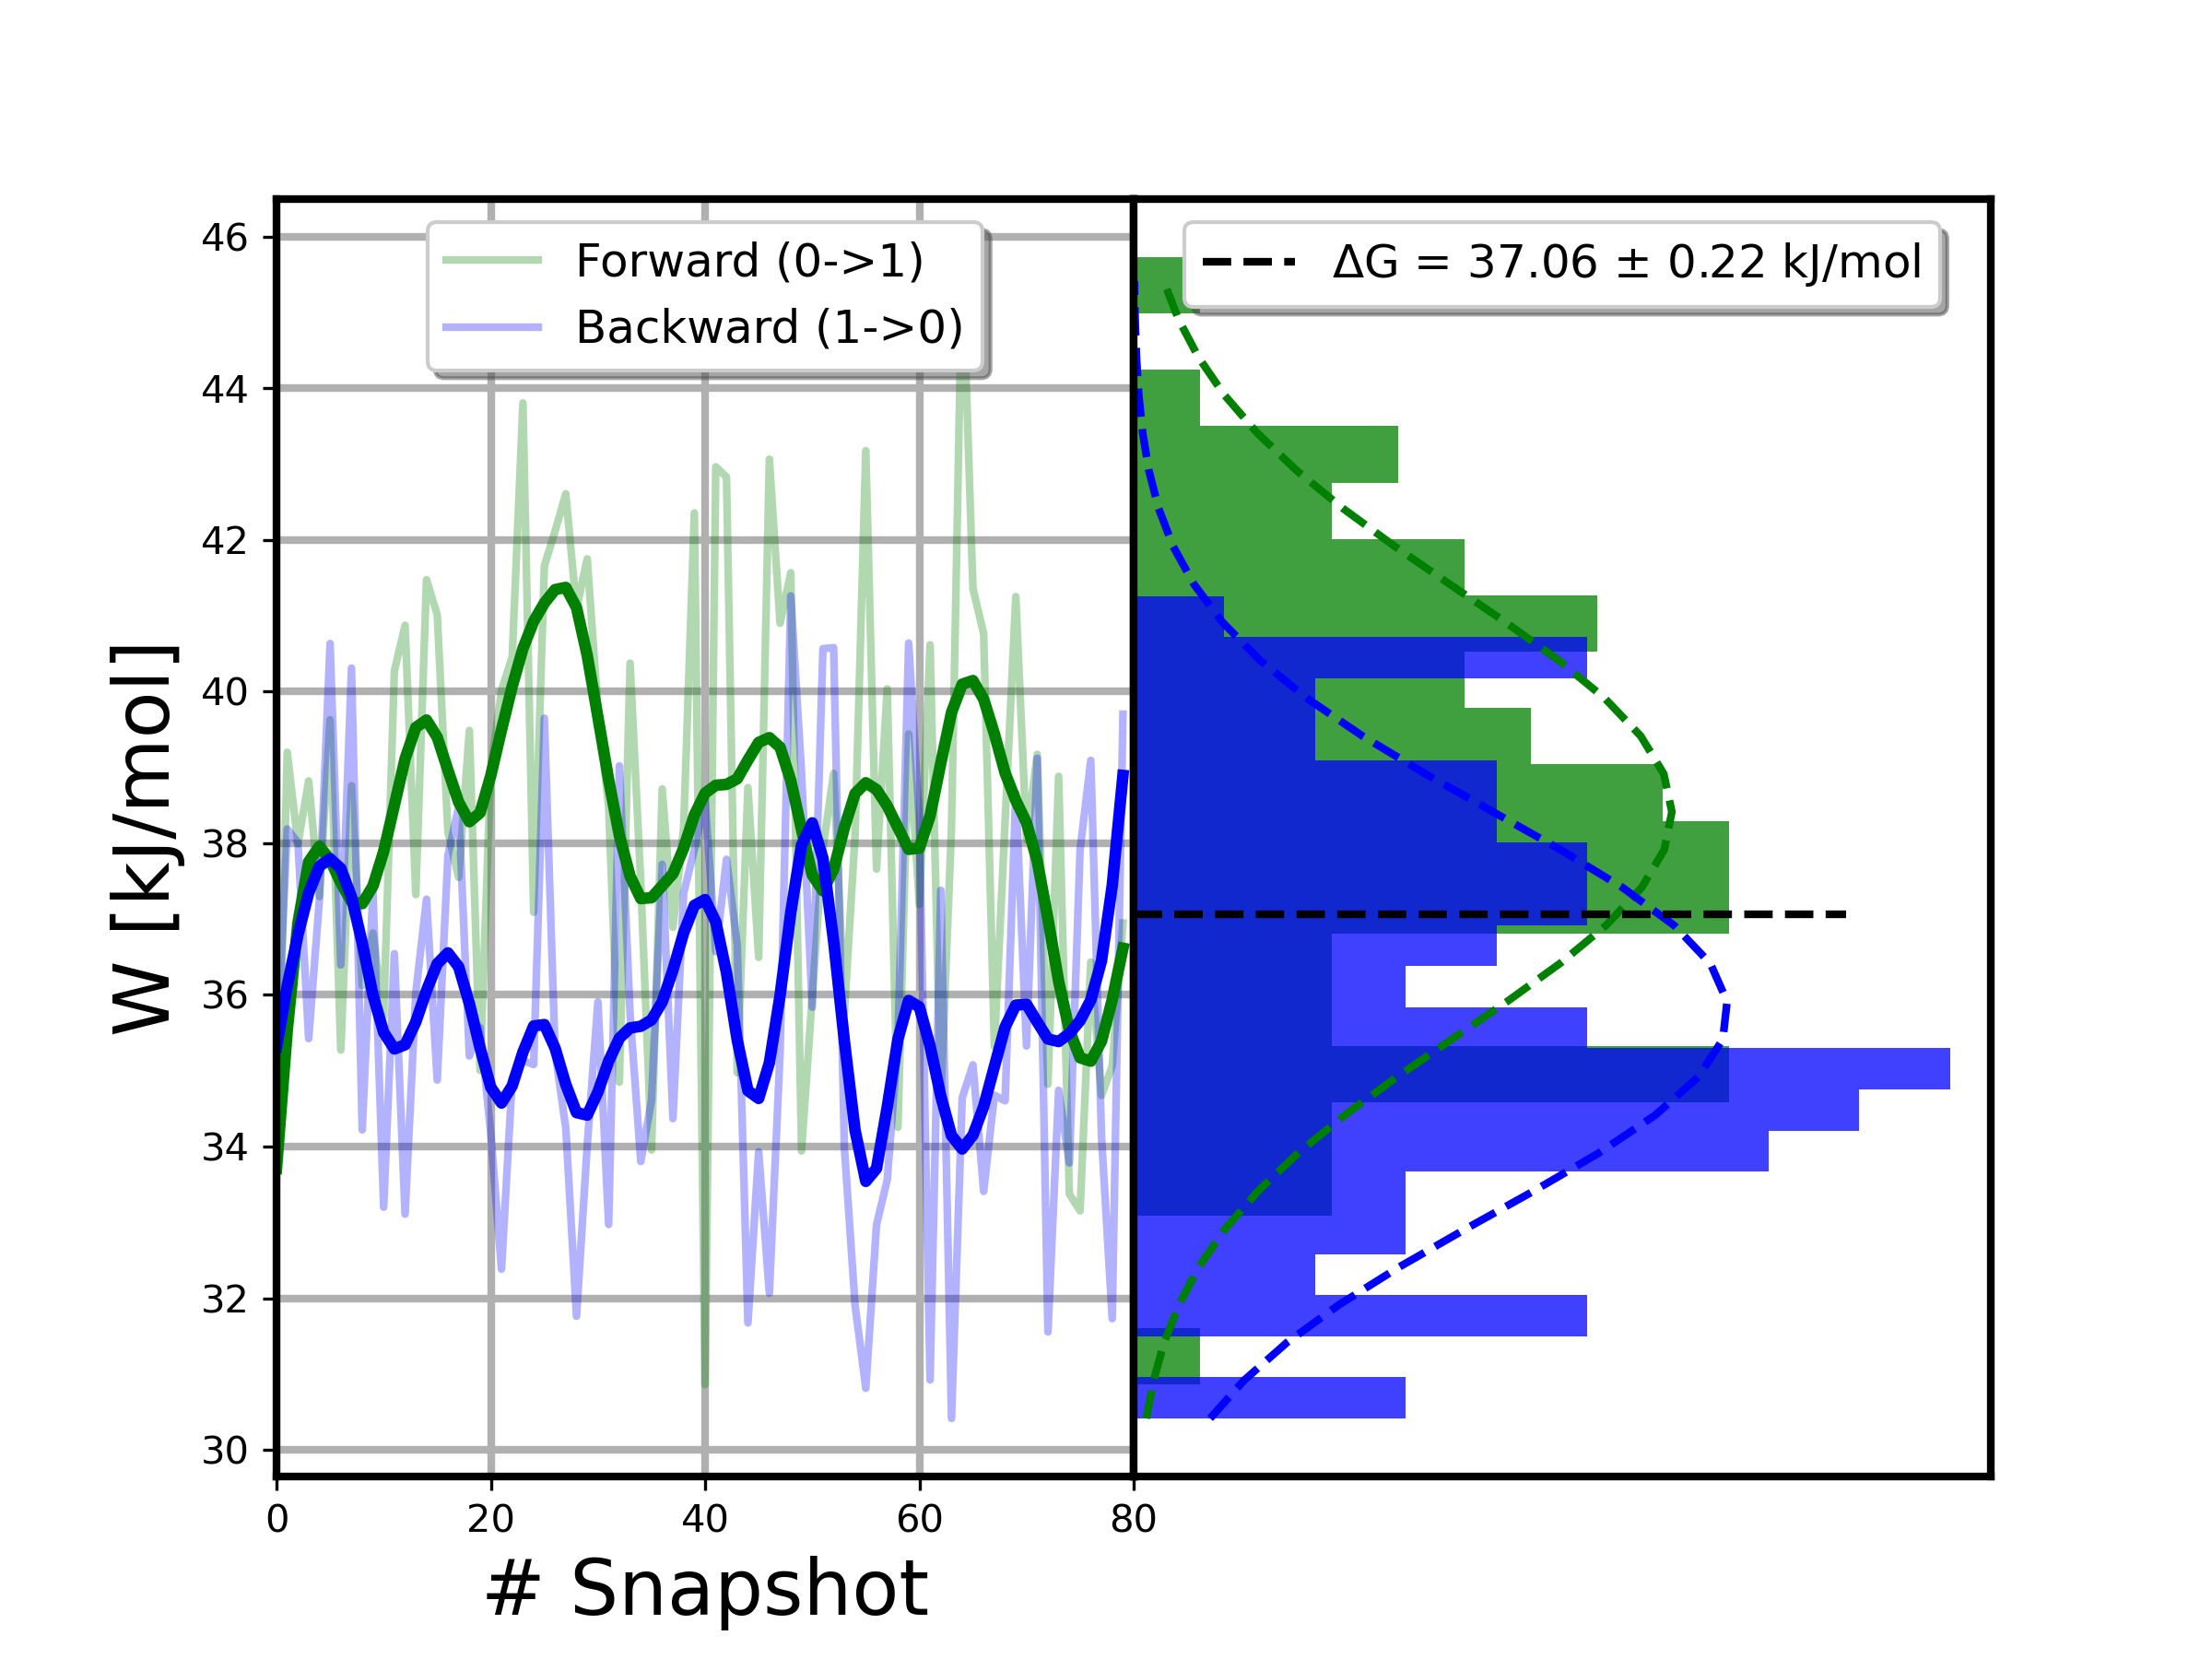 Forward (0->1)
Backward (1->0)
ΔG = 37.06 ± 0.22 kJ/mol
W [kJ/mol]
46
44
42
40
38
36
34
32
30
0 20 40 60 80
# Snapshot